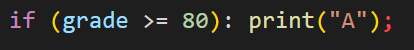 if (grade >= 80): print("A");